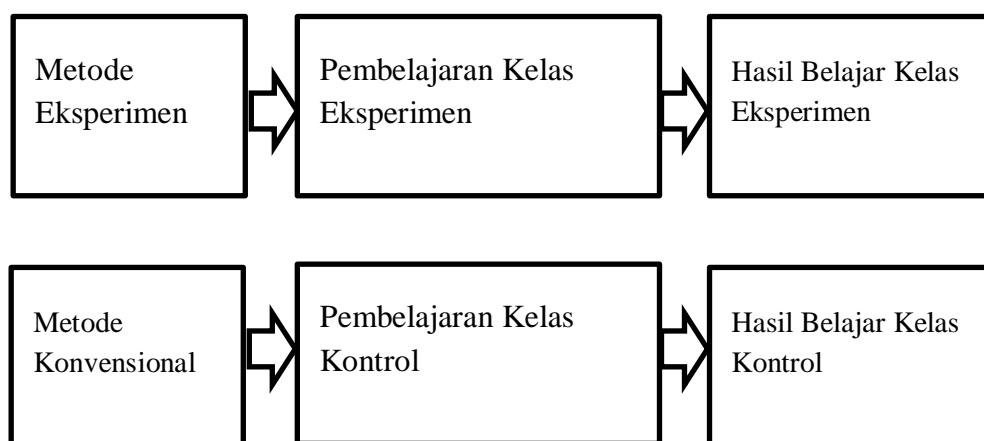 Metode
Eksperimen
Pembelajaran Kelas
Eksperimen
Hasil Belajar Kelas
Eksperimen
Metode
Konvensional
Pembelajaran Kelas
Kontrol
Hasil Belajar Kelas
Kontrol